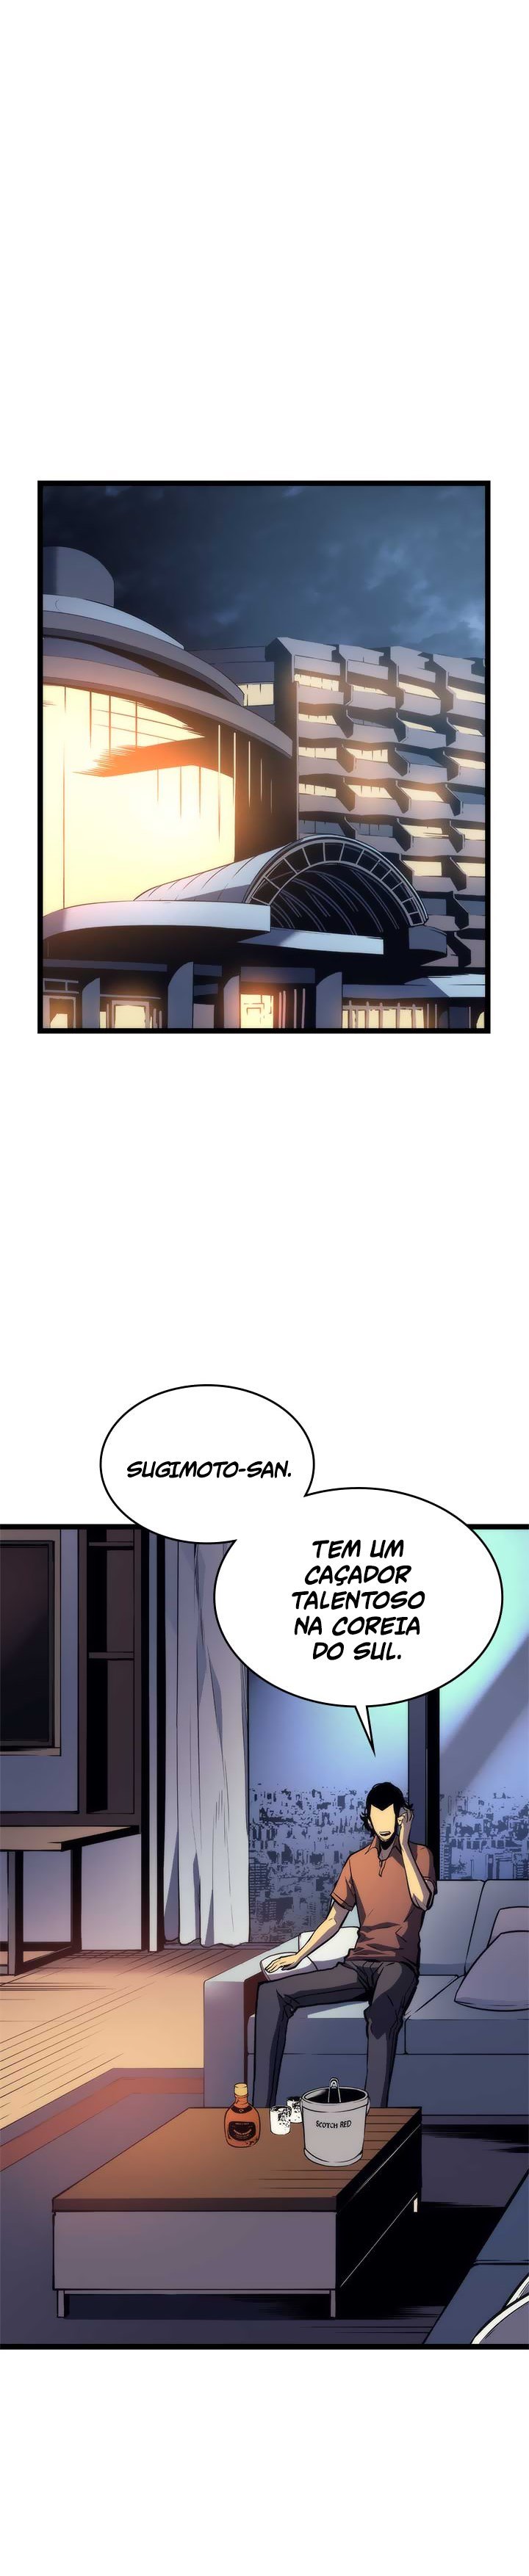 SUGIMOTO-SAN.
TEM UM
CAÇADOR
TALENTOSO
NA COREIA
DO SUL.
SCOTCH RED